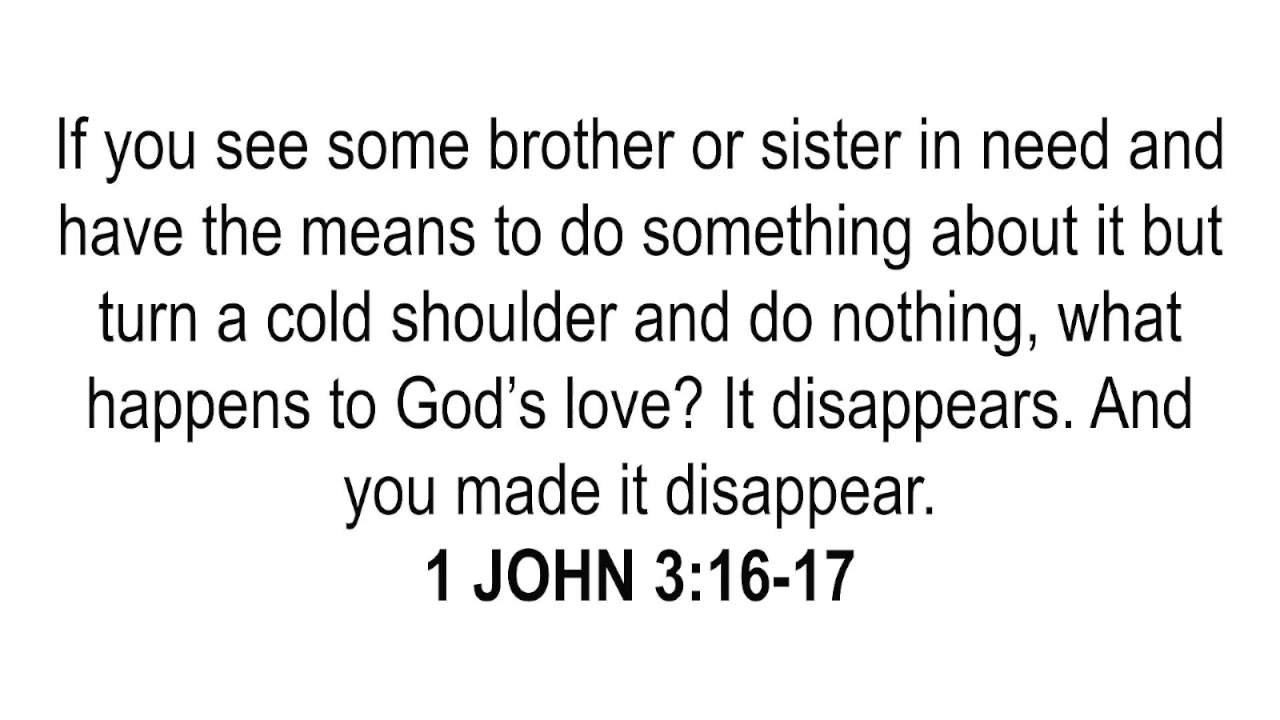 If you see some brother or sister in need and
have the means to do something about it but
turn a cold shoulder and do nothing, what
happens to God’s love? It disappears. And
you made it disappear.
1 JOHN 3:16-17